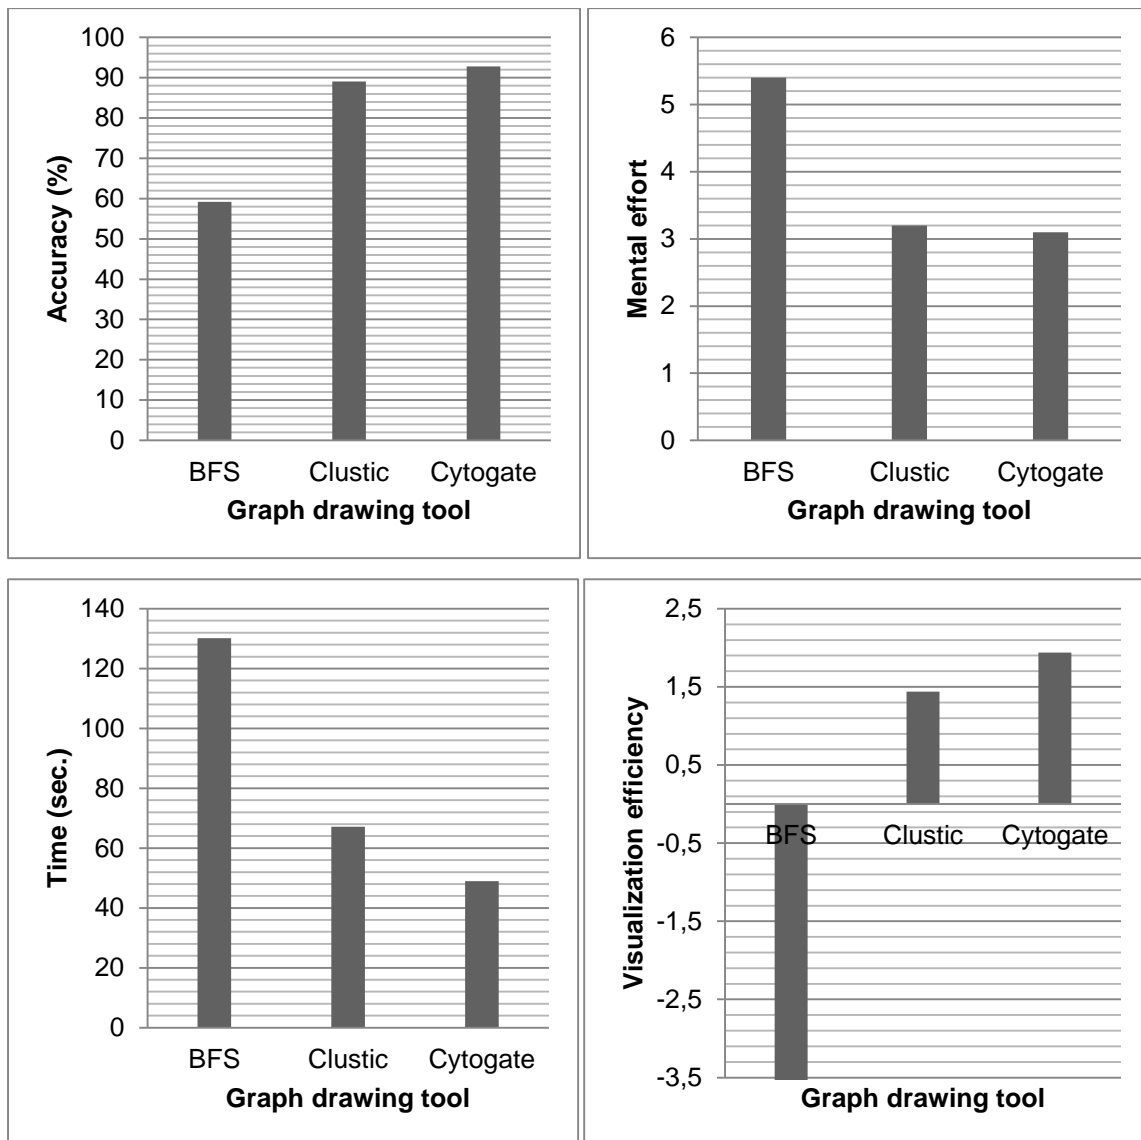 Accuracy (%)
100
90
80
70
60
50
40
30
20
10
0
BFS Clustic Cytogate
Graph drawing tool
Mental effort
6
5
4
3
2
1
0
BFS Clustic Cytogate
Graph drawing tool
Time (sec.)
140
120
100
80
60
40
20
0
BFS Clustic Cytogate
Graph drawing tool
Visualization efficiency
2,5
1,5
0,5
-0,5
-1,5
-2,5
-3,5
BFS Clustic Cytogate
Graph drawing tool